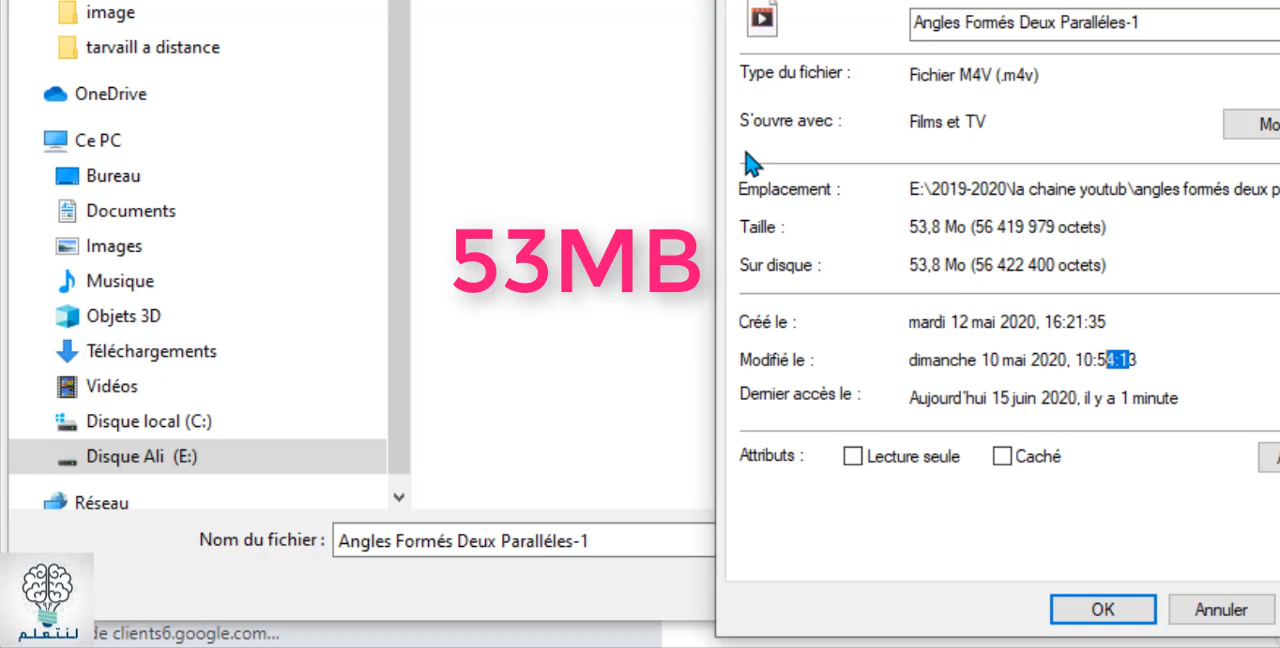 image
tarvaill a distance
OneDrive
Ce PC
Bureau
Documents
Images
Musique
Objets 3D
Téléchargements
Vidéos
Disque local (C:)
Disque Ali (E:)
Réseau
Nom du fichier :
Angles Formés Deux Paralléles-1
53MB
Angles Formés Deux Paralléles-1
Type du fichier : Fichier M4V (.m4v)
S'ouvre avec : Films et TV
Mo
Emplacement : E:\2019-2020\la chaine youtub\angles formés deux p
Taille : 53,8 Mo (56 419 979 octets)
Sur disque : 53,8 Mo (56 422 400 octets)
Créé le : mardi 12 mai 2020, 16:21:35
Modifié le : dimanche 10 mai 2020, 10:54:13
Dernier accès le : Aujourd'hui 15 juin 2020, il y a 1 minute
Attributs : Lecture seule Caché
OK Annuler
لنتعلم
de clients6.google.com...